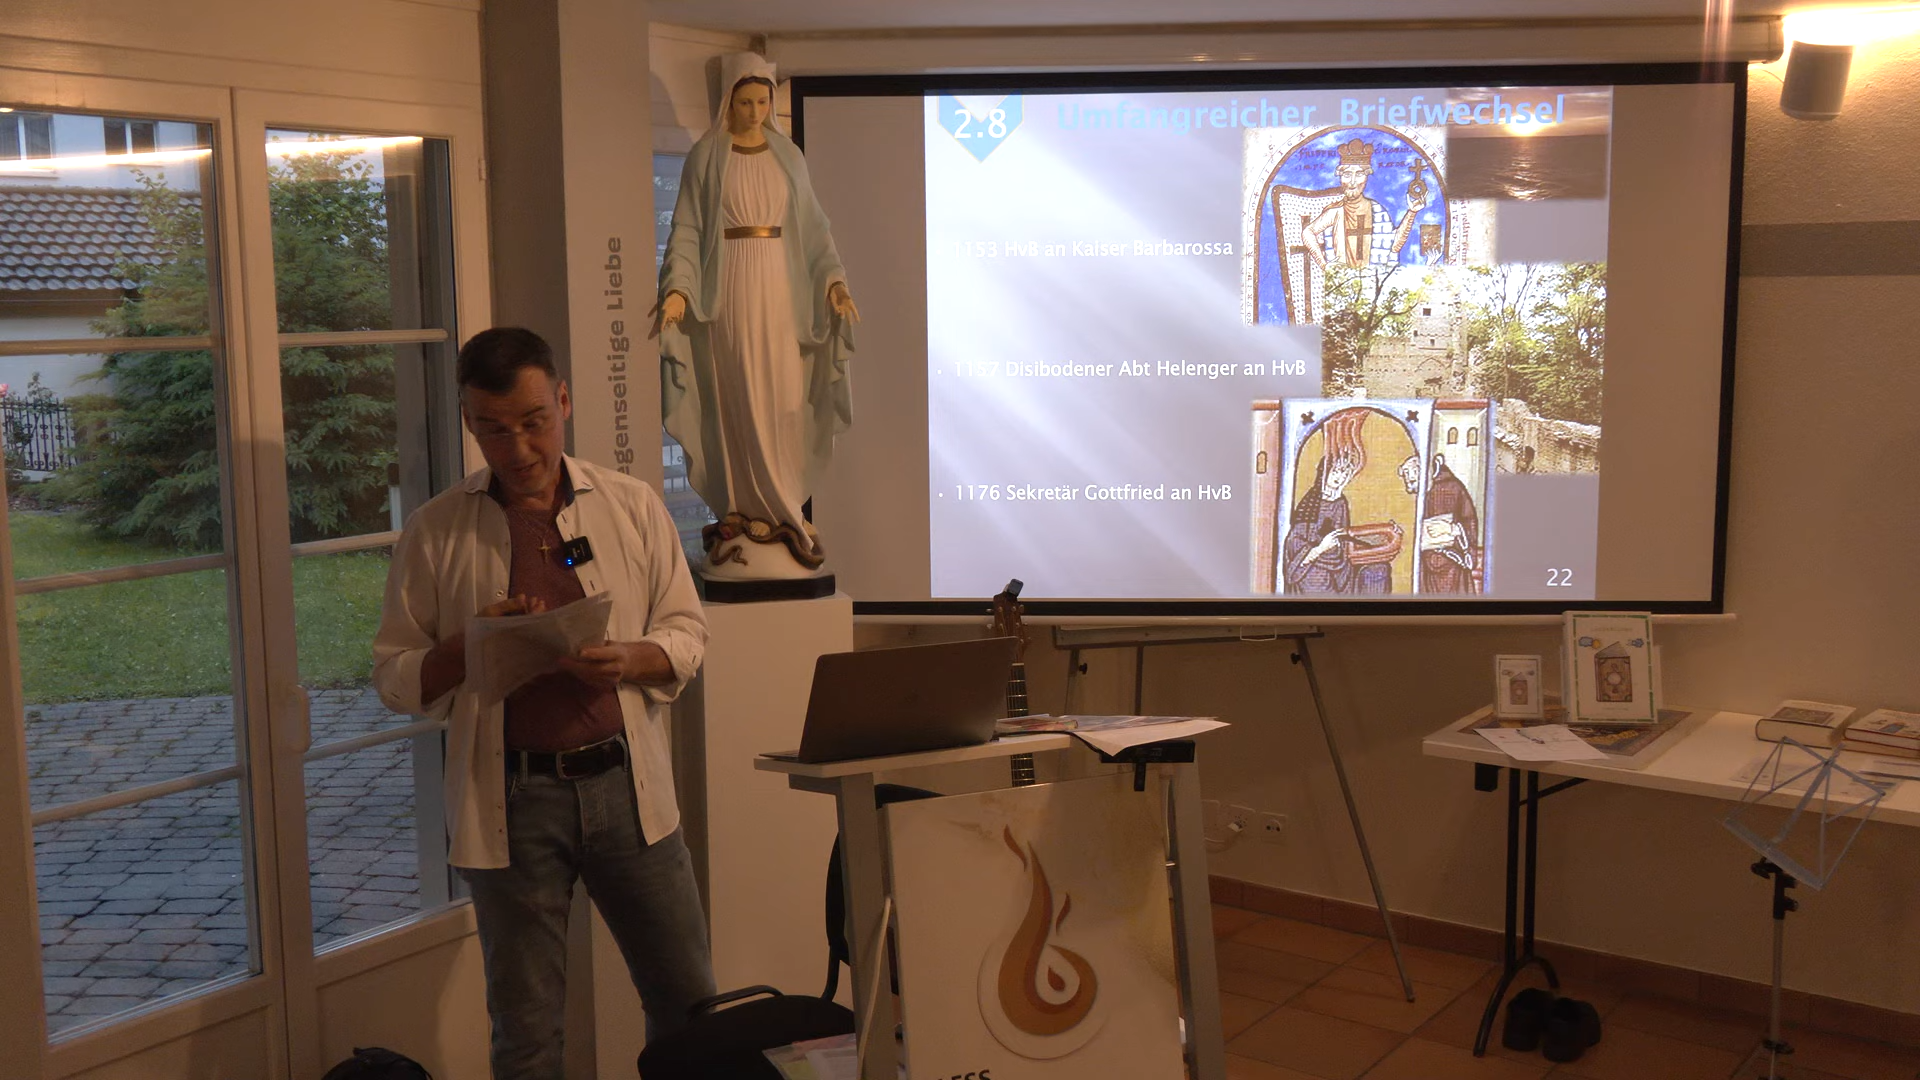 2.8
Umfangreicher Briefwechsel
1153 HvB an Kaiser Barbarossa
• 1157 Disibodener Abt Helenger an HvB
• 1176 Sekretär Gottfried an HvB
22
egenseitige Liebe